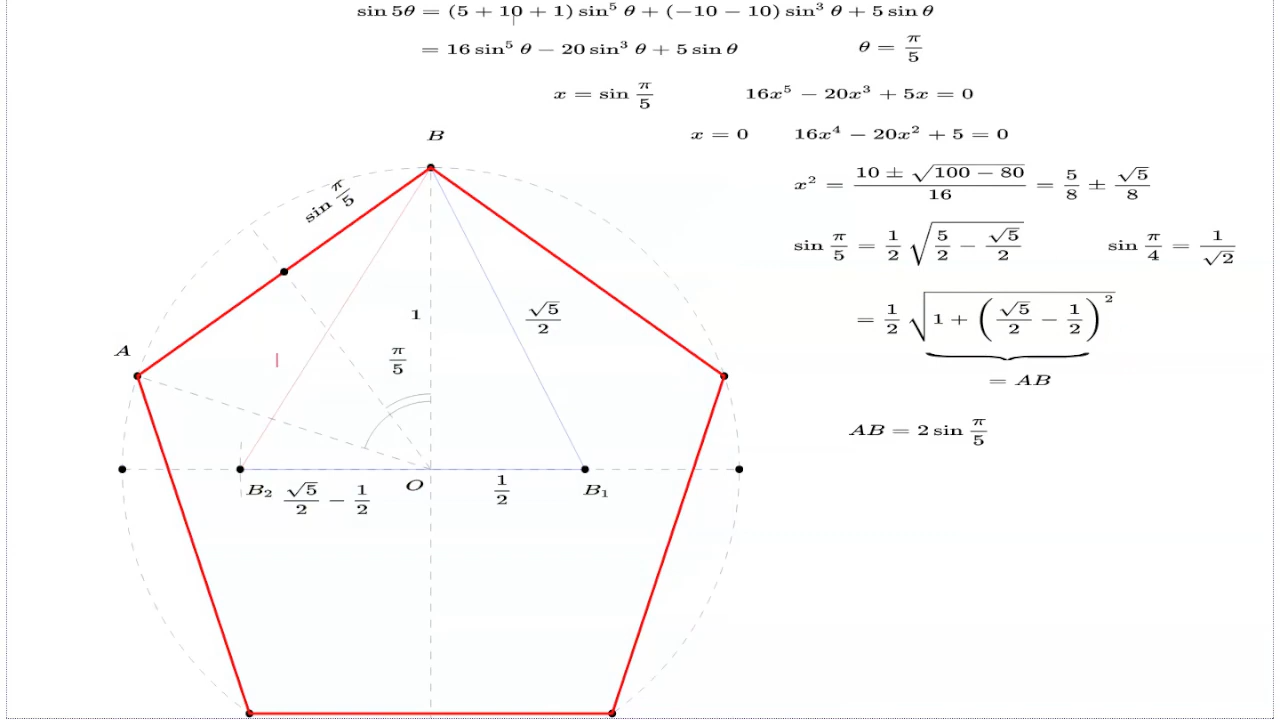 sin 5θ = (5 + 10 + 1) sin⁵ θ + (−10 − 10) sin³ θ + 5 sin θ
= 16 sin⁵ θ − 20 sin³ θ + 5 sin θ θ = π/5
x = sin π/5 16x⁵ − 20x³ + 5x = 0
x = 0 16x⁴ − 20x² + 5 = 0
x² = (10 ± √(100 − 80))/16 = 5/8 ± √5/8
sin π/5 = 1/2 √(5/2 − √5/2) sin π/4 = 1/√2
= 1/2 √(1 + (√5/2 − 1/2)²)
= AB
AB = 2 sin π/5
B
sin π/5
1
√5/2
A
π/5
B₂ √5/2 − 1/2 O 1/2 B₁